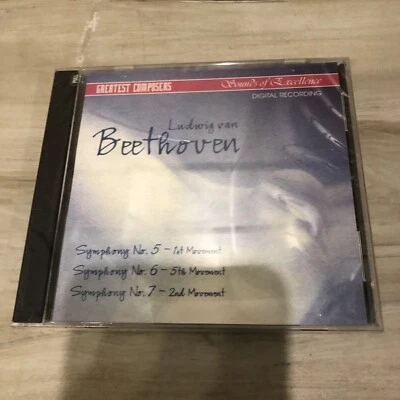 GREATEST COMPOSERS
Sounds of Excellence
DIGITAL RECORDING
Ludwig van
Beethoven
Symphony No. 5 - 1st Movement
Symphony No. 6 - 5th Movement
Symphony No. 7 - 2nd Movement